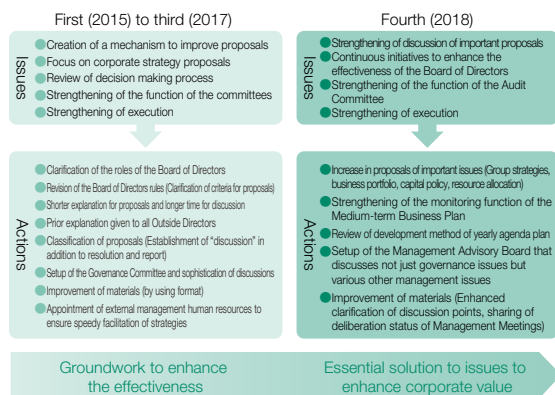 First (2015) to third (2017)
Issues
Creation of a mechanism to improve proposals
Focus on corporate strategy proposals
Review of decision making process
Strengthening of the function of the committees
Strengthening of execution
Actions
Clarification of the roles of the Board of Directors
Revision of the Board of Directors rules (Clarification of criteria for proposals)
Shorter explanation for proposals and longer time for discussion
Prior explanation given to all Outside Directors
Classification of proposals (Establishment of “discussion” in
addition to resolution and report)
Setup of the Governance Committee and sophistication of discussions
Improvement of materials (by using format)
Appointment of external management human resources to
ensure speedy facilitation of strategies
Groundwork to enhance
the effectiveness
Fourth (2018)
Issues
Strengthening of discussion of important proposals
Continuous initiatives to enhance the
effectiveness of the Board of Directors
Strengthening of the function of the Audit
Committee
Strengthening of execution
Actions
Increase in proposals of important issues (Group strategies,
business portfolio, capital policy, resource allocation)
Strengthening of the monitoring function of the
Medium-term Business Plan
Review of development method of yearly agenda plan
Setup of the Management Advisory Board that
discusses not just governance issues but
various other management issues
Improvement of materials (Enhanced
clarification of discussion points, sharing of
deliberation status of Management Meetings)
Essential solution to issues to
enhance corporate value